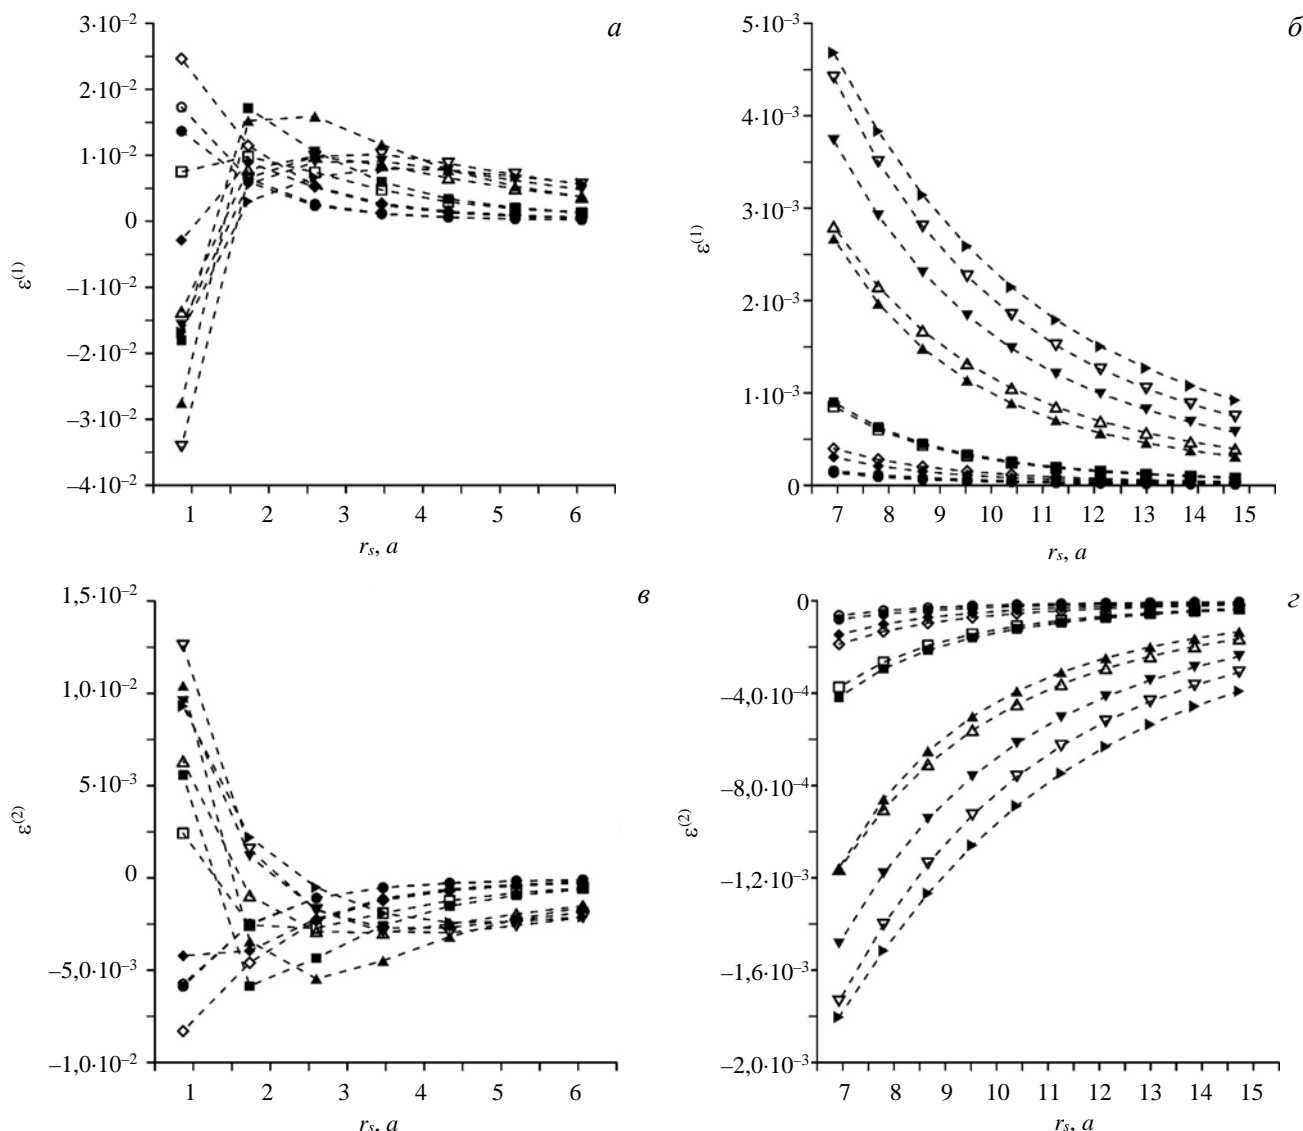 а
3·10⁻²
2·10⁻²
1·10⁻²
0
–1·10⁻²
–2·10⁻²
–3·10⁻²
–4·10⁻²
ε⁽¹⁾
1 2 3 4 5 6
rₛ, a
б
5·10⁻³
4·10⁻³
3·10⁻³
2·10⁻³
1·10⁻³
0
ε⁽¹⁾
7 8 9 10 11 12 13 14 15
rₛ, a
в
1,5·10⁻²
1,0·10⁻²
5,0·10⁻³
0
–5,0·10⁻³
–1,0·10⁻²
ε⁽²⁾
1 2 3 4 5 6
rₛ, a
г
0
–4,0·10⁻⁴
–8,0·10⁻⁴
–1,2·10⁻³
–1,6·10⁻³
–2,0·10⁻³
ε⁽²⁾
7 8 9 10 11 12 13 14 15
rₛ, a